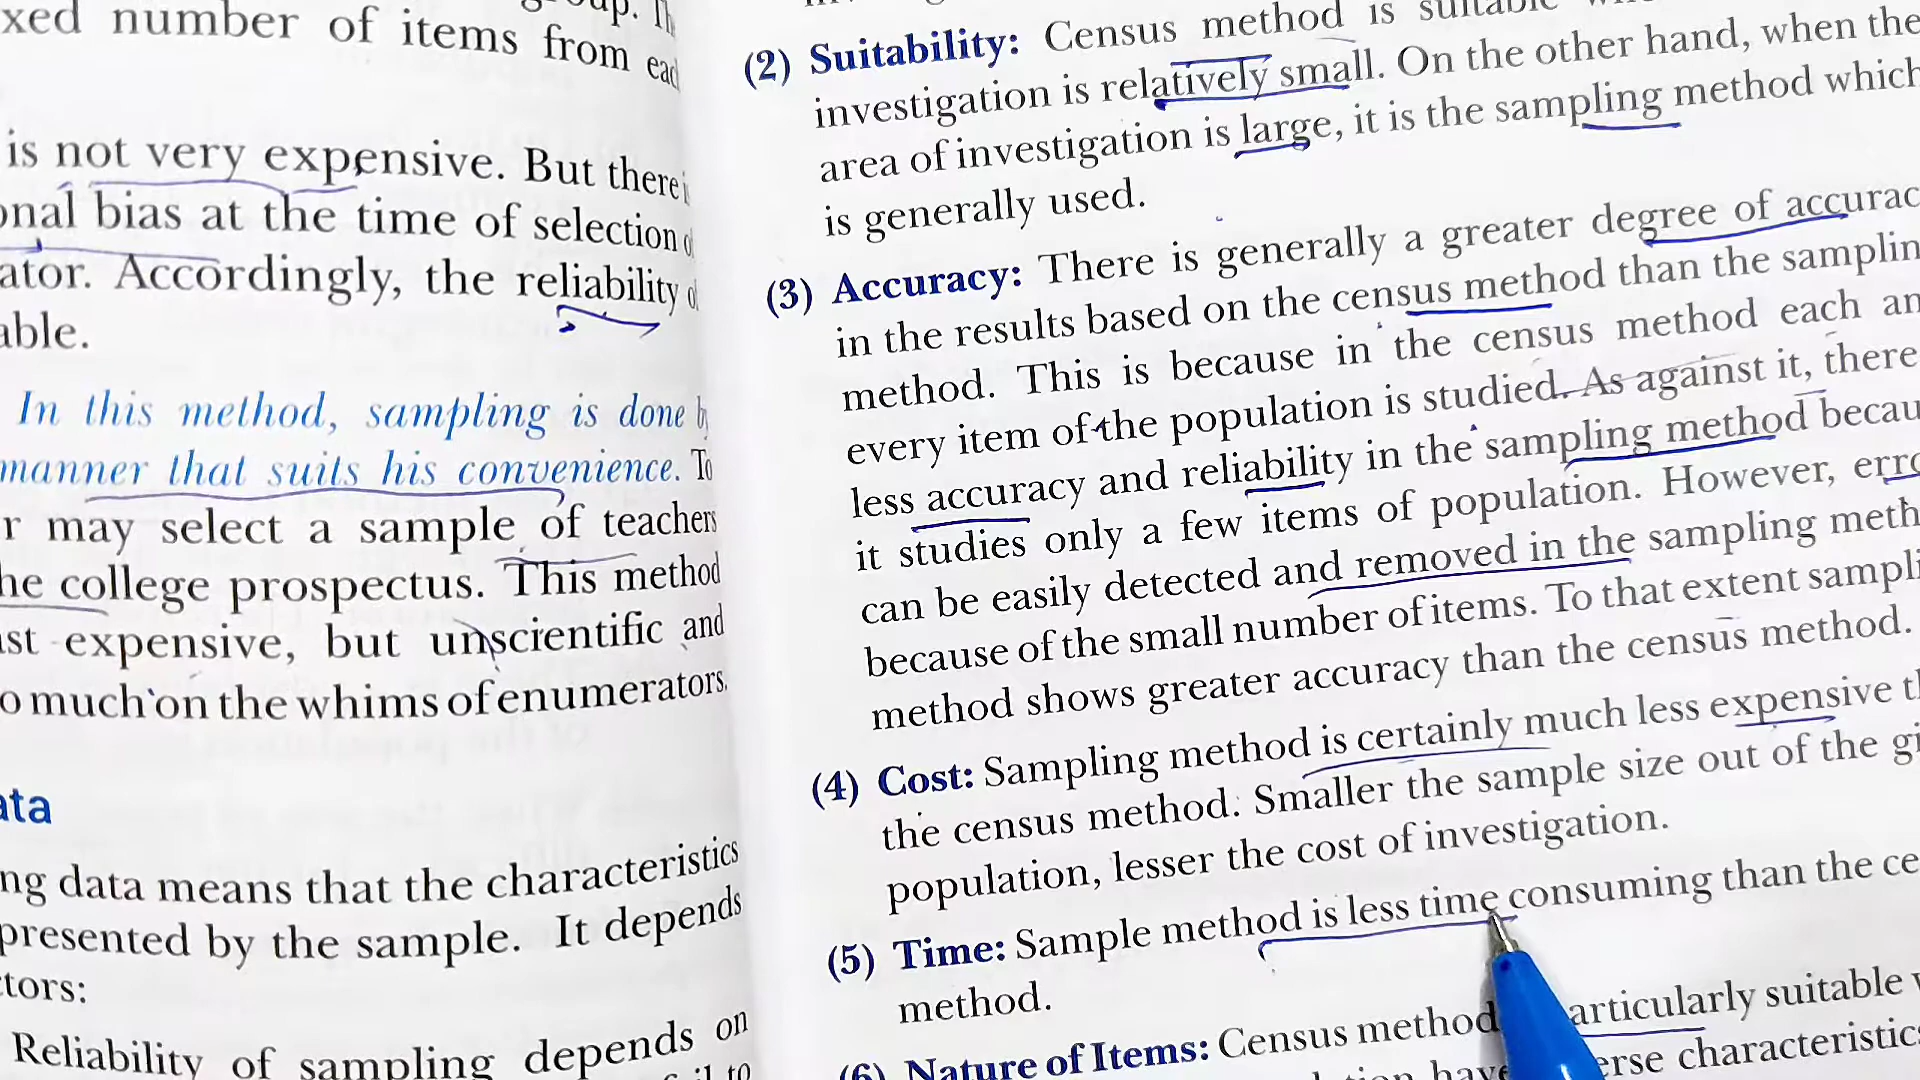 xed number of items from
is not very expensive. But there
onal bias at the time of selection
ator. Accordingly, the reliability
able.
In this method, sampling is done
manner that suits his convenience. To
r may select a sample of teachers
he college prospectus. This method
st expensive, but unscientific and
o much on the whims of enumerators.
ata
ng data means that the characteristics
presented by the sample. It depends
tors:
Reliability of sampling depends on
(2) Suitability: Census method is suitable
investigation is relatively small. On the other hand, when the
area of investigation is large, it is the sampling method which
is generally used.
(3) Accuracy: There is generally a greater degree of accurac
in the results based on the census method than the samplin
method. This is because in the census method each an
every item of the population is studied. As against it, there
less accuracy and reliability in the sampling method becau
it studies only a few items of population. However, erro
can be easily detected and removed in the sampling meth
because of the small number of items. To that extent sampli
method shows greater accuracy than the census method.
(4) Cost: Sampling method is certainly much less expensive th
the census method. Smaller the sample size out of the gi
population, lesser the cost of investigation.
(5) Time: Sample method is less time consuming than the ce
method.
(6) Nature of Items: Census method articularly suitable
have erse characteristic